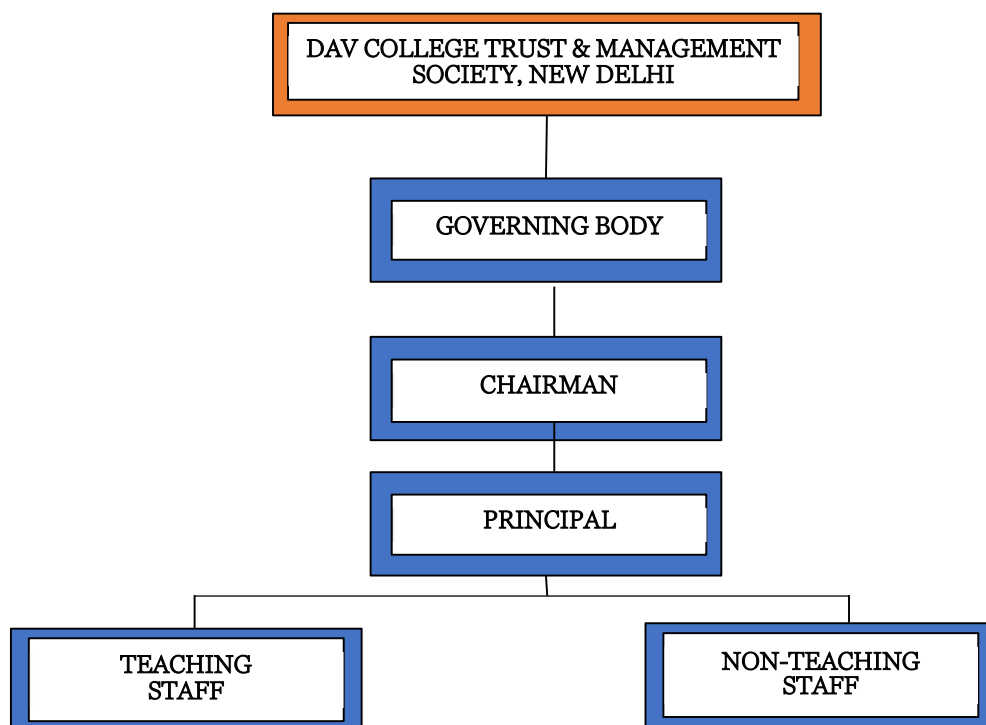 DAV COLLEGE TRUST & MANAGEMENT
SOCIETY, NEW DELHI
GOVERNING BODY
CHAIRMAN
PRINCIPAL
TEACHING
STAFF
NON-TEACHING
STAFF